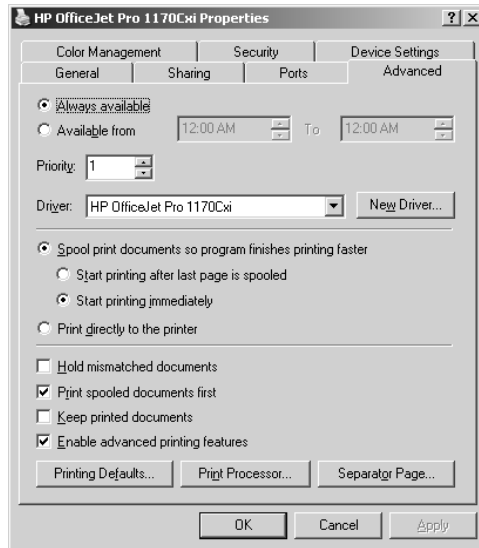 HP OfficeJet Pro 1170Cxi Properties
Color Management Security Device Settings
General Sharing Ports Advanced
Always available
Available from 12:00 AM To 12:00 AM
Priority: 1
Driver: HP OfficeJet Pro 1170Cxi New Driver...
Spool print documents so program finishes printing faster
Start printing after last page is spooled
Start printing immediately
Print directly to the printer
Hold mismatched documents
Print spooled documents first
Keep printed documents
Enable advanced printing features
Printing Defaults... Print Processor... Separator Page...
OK Cancel Apply